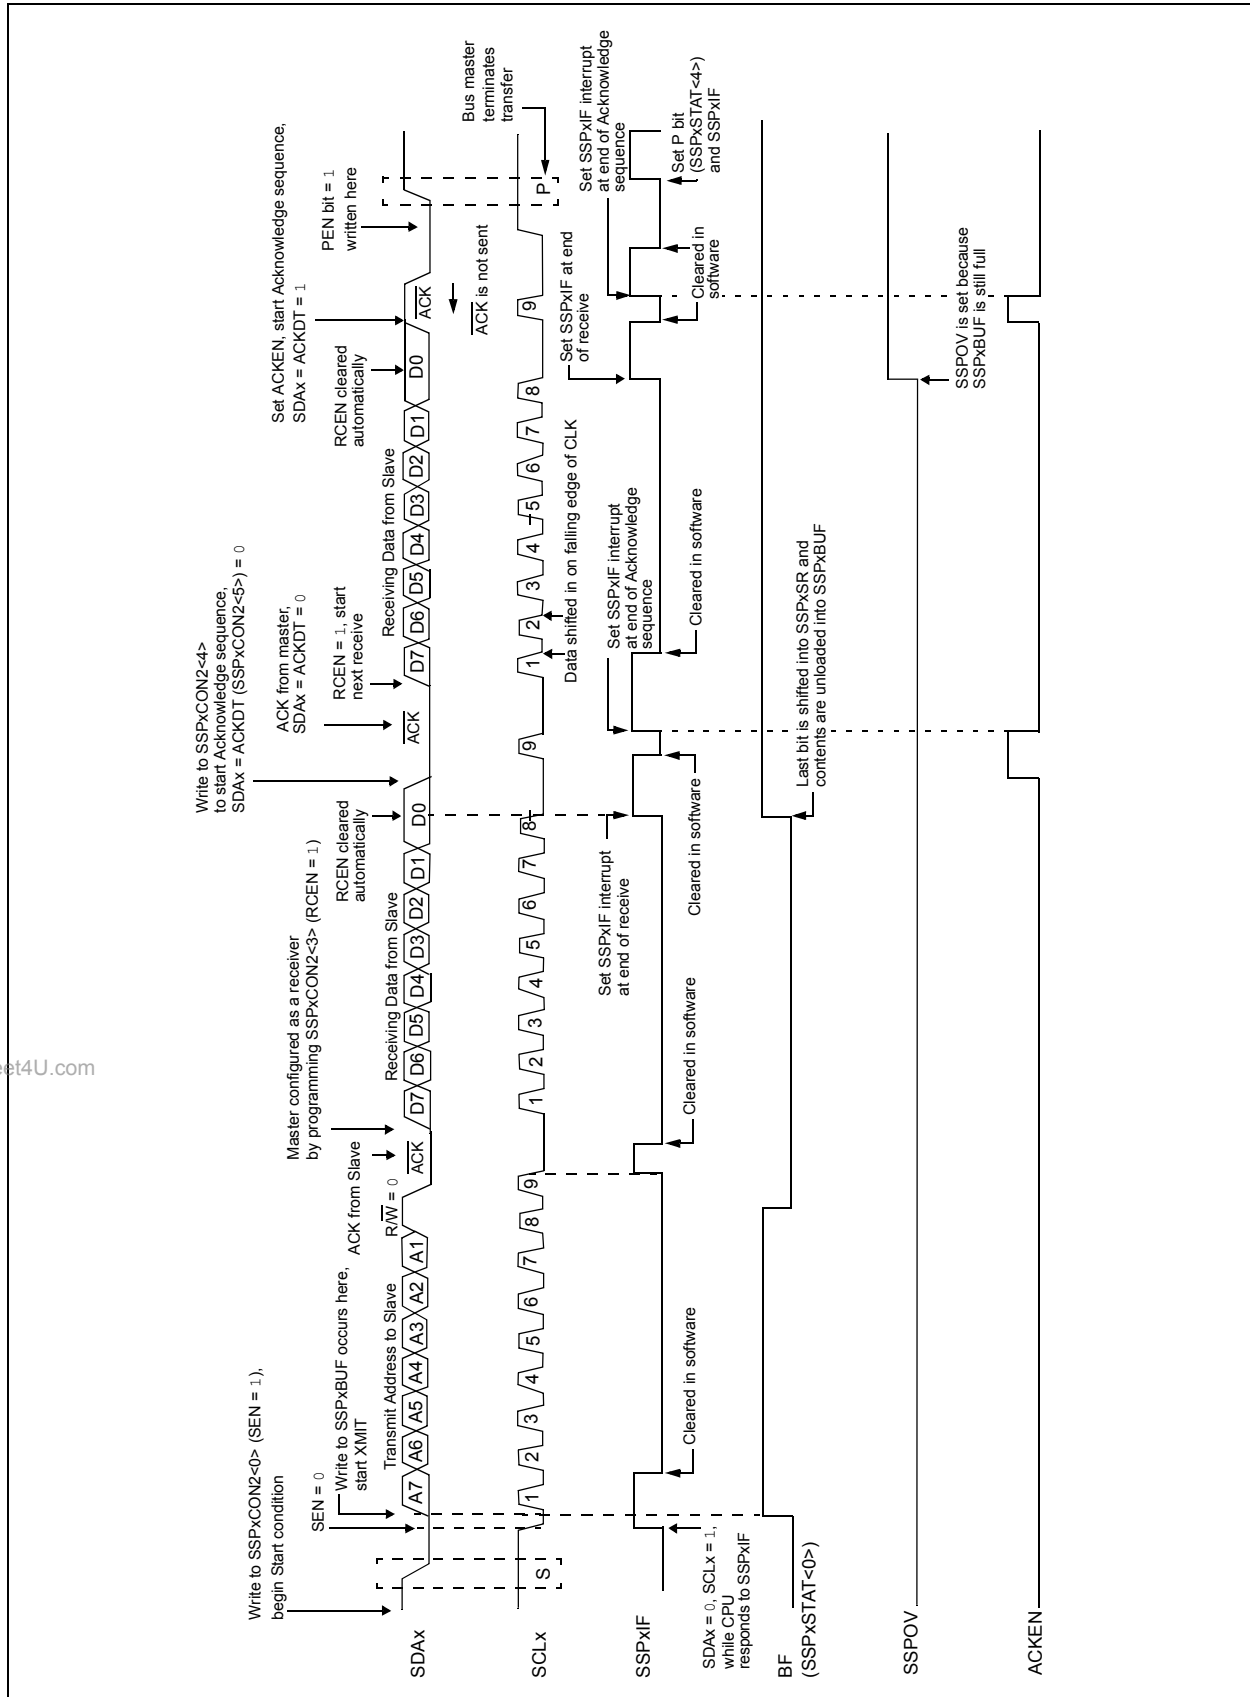 Write to SSPxCON2<0> (SEN = 1),
begin Start condition
SEN = 0
Write to SSPxBUF occurs here,
start XMIT
Transmit Address to Slave
R/W = 0
ACK from Slave
Master configured as a receiver
by programming SSPxCON2<3> (RCEN = 1)
Receiving Data from Slave
RCEN cleared
automatically
Write to SSPxCON2<4>
to start Acknowledge sequence,
SDAx = ACKDT (SSPxCON2<5>) = 0
ACK from master,
SDAx = ACKDT = 0
RCEN = 1, start
next receive
Receiving Data from Slave
RCEN cleared
automatically
Set ACKEN, start Acknowledge sequence,
SDAx = ACKDT = 1
PEN bit = 1
written here
SDAx
A7 A6 A5 A4 A3 A2 A1 ACK D7 D6 D5 D4 D3 D2 D1 D0 ACK D7 D6 D5 D4 D3 D2 D1 D0 ACK
ACK is not sent
Bus master
terminates
transfer
SCLx
S 1 2 3 4 5 6 7 8 9 1 2 3 4 5 6 7 8 9 1 2 3 4 5 6 7 8 9 P
Data shifted in on falling edge of CLK
Set SSPxIF interrupt
at end of receive
Set SSPxIF interrupt
at end of Acknowledge
sequence
Set SSPxIF at end
of receive
Set SSPxIF interrupt
at end of Acknowledge
sequence
SSPxIF
SDAx = 0, SCLx = 1,
while CPU
responds to SSPxIF
Cleared in software
Cleared in software
Cleared in software
Cleared in software
Cleared in
software
Set P bit
(SSPxSTAT<4>)
and SSPxIF
BF
(SSPxSTAT<0>)
Last bit is shifted into SSPxSR and
contents are unloaded into SSPxBUF
SSPOV
SSPOV is set because
SSPxBUF is still full
ACKEN
et4U.com